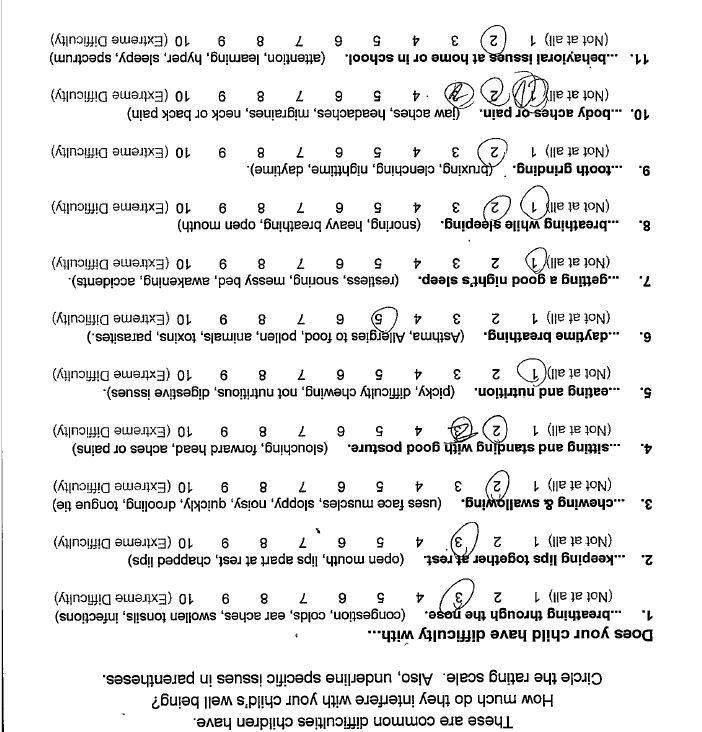 These are common difficulties children have.
How much do they interfere with your child's well being?
Circle the rating scale. Also, underline specific issues in parentheses.
Does your child have difficulty with...
1. ...breathing through the nose. (congestion, colds, ear aches, swollen tonsils, infections)
(Not at all) 1 2 3 4 5 6 7 8 9 10 (Extreme Difficulty)
2. ...keeping lips together at rest. (open mouth, lips apart at rest, chapped lips)
(Not at all) 1 2 3 4 5 6 7 8 9 10 (Extreme Difficulty)
3. ...chewing & swallowing. (uses face muscles, sloppy, noisy, quickly, drooling, tongue tie)
(Not at all) 1 2 3 4 5 6 7 8 9 10 (Extreme Difficulty)
4. ...sitting and standing with good posture. (slouching, forward head, aches or pains)
(Not at all) 1 2 3 4 5 6 7 8 9 10 (Extreme Difficulty)
5. ...eating and nutrition. (picky, difficulty chewing, not nutritious, digestive issues).
(Not at all) 1 2 3 4 5 6 7 8 9 10 (Extreme Difficulty)
6. ...daytime breathing. (Asthma, Allergies to food, pollen, animals, toxins, parasites.)
(Not at all) 1 2 3 4 5 6 7 8 9 10 (Extreme Difficulty)
7. ...getting a good night's sleep. (restless, snoring, messy bed, awakening, accidents).
(Not at all) 1 2 3 4 5 6 7 8 9 10 (Extreme Difficulty)
8. ...breathing while sleeping. (snoring, heavy breathing, open mouth)
(Not at all) 1 2 3 4 5 6 7 8 9 10 (Extreme Difficulty)
9. ...tooth grinding. (bruxing, clenching, nighttime, daytime).
(Not at all) 1 2 3 4 5 6 7 8 9 10 (Extreme Difficulty)
10. ...body aches or pain. (jaw aches, headaches, migraines, neck or back pain)
(Not at all) 1 2 3 4 5 6 7 8 9 10 (Extreme Difficulty)
11. ...behavioral issues at home or in school. (attention, learning, hyper, sleepy, spectrum)
(Not at all) 1 2 3 4 5 6 7 8 9 10 (Extreme Difficulty)